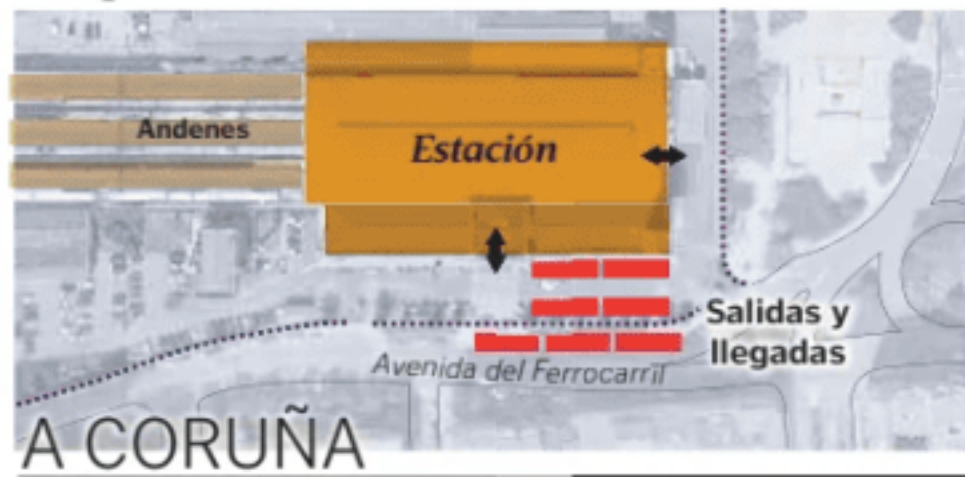 Andenes
Estación
Salidas y
llegadas
Avenida del Ferrocarril
A CORUÑA